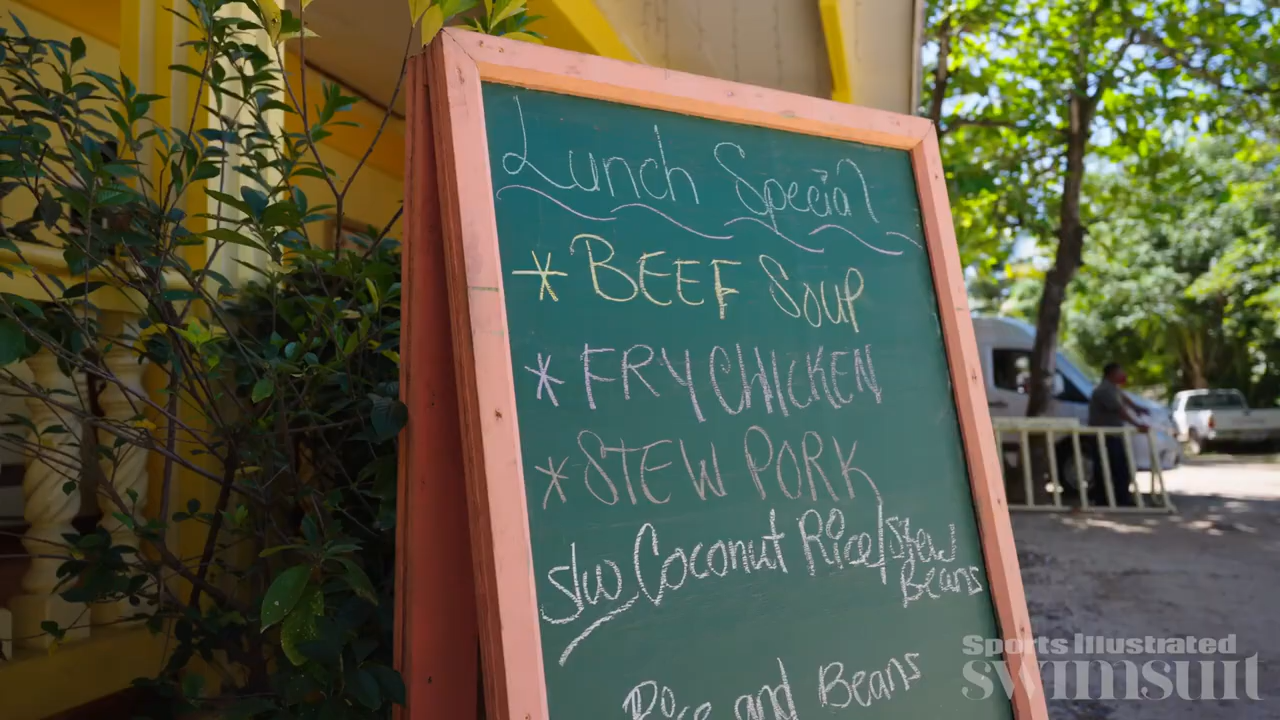 Lunch Special
* BEEF SOUP
* FRY CHICKEN
* STEW PORK
s/w Coconut Rice/Stew
Beans
Rice and Beans
Sports Illustrated
swimsuit